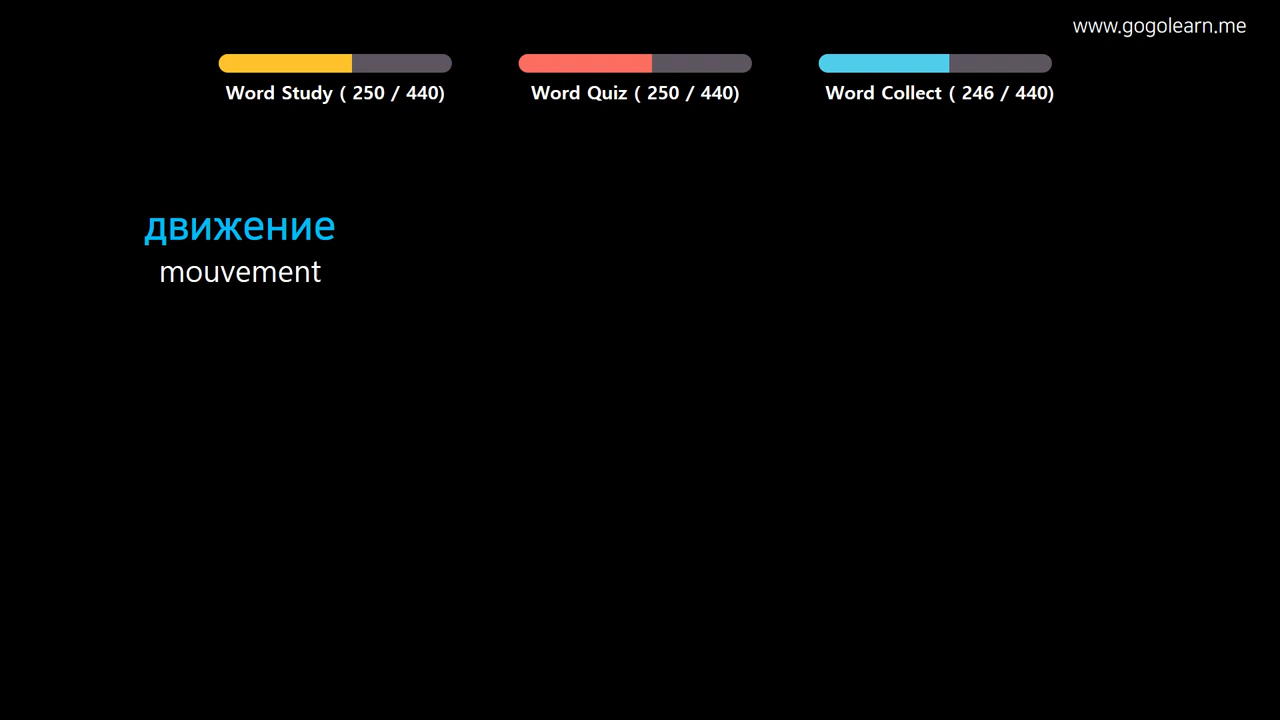 www.gogolearn.me
Word Study ( 250 / 440)
Word Quiz ( 250 / 440)
Word Collect ( 246 / 440)
движение
mouvement